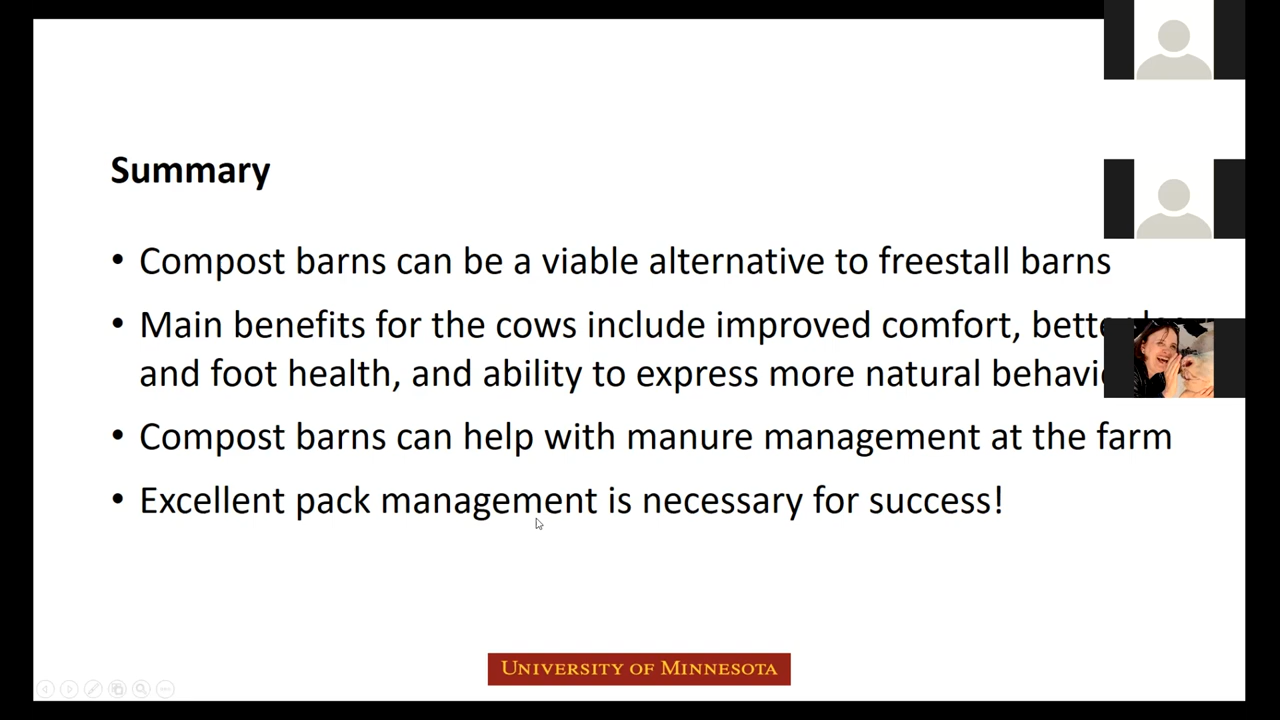 Summary
• Compost barns can be a viable alternative to freestall barns
• Main benefits for the cows include improved comfort,
and foot health, and ability to express more natural
• Compost barns can help with manure management at the farm
• Excellent pack management is necessary for success!
UNIVERSITY OF MINNESOTA